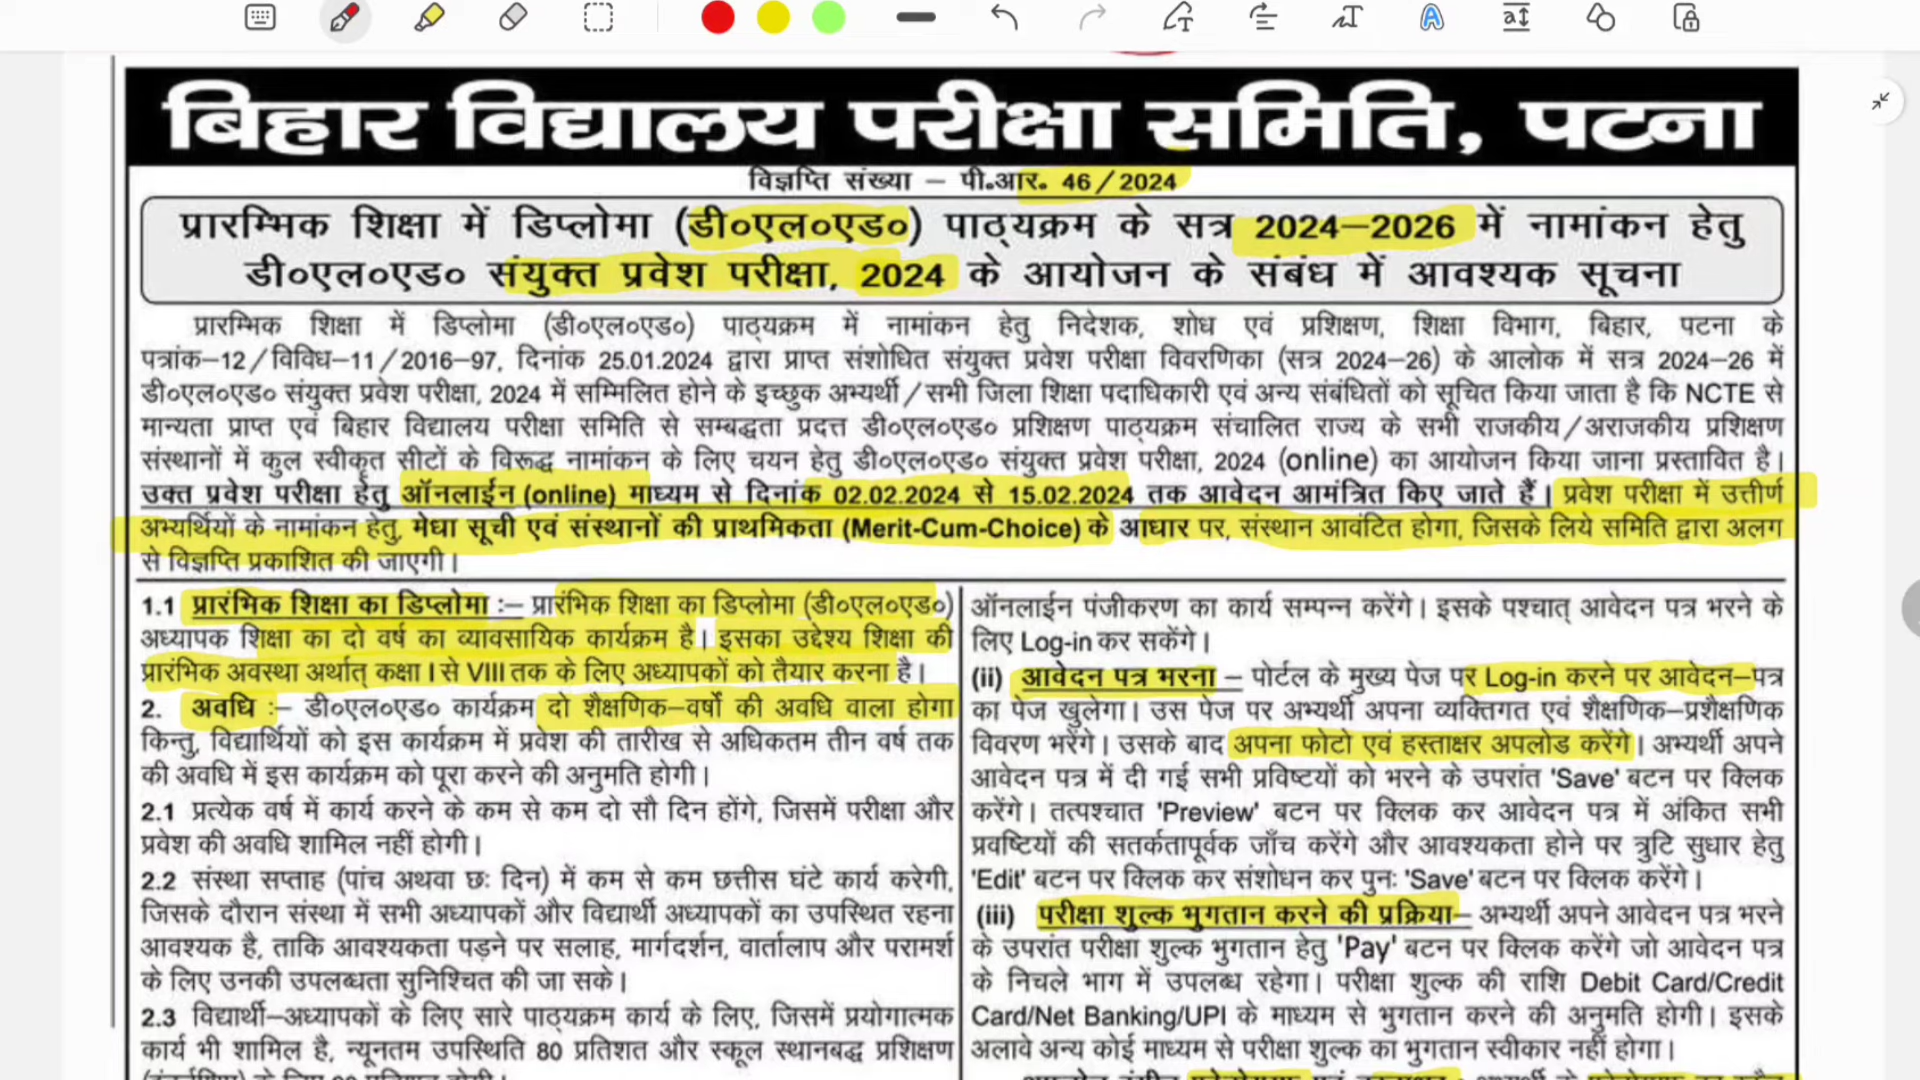 बिहार विद्यालय परीक्षा समिति, पटना
विज्ञप्ति संख्या – पी०आर० 46/2024
प्रारम्भिक शिक्षा में डिप्लोमा (डी०एल०एड०) पाठ्यक्रम के सत्र 2024–2026 में नामांकन हेतु
डी०एल०एड० संयुक्त प्रवेश परीक्षा, 2024 के आयोजन के संबंध में आवश्यक सूचना
प्रारम्भिक शिक्षा में डिप्लोमा (डी०एल०एड०) पाठ्यक्रम में नामांकन हेतु निदेशक, शोध एवं प्रशिक्षण, शिक्षा विभाग, बिहार, पटना के
पत्रांक–12/विविध–11/2016–97, दिनांक 25.01.2024 द्वारा प्राप्त संशोधित संयुक्त प्रवेश परीक्षा विवरणिका (सत्र 2024–26) के आलोक में सत्र 2024–26 में
डी०एल०एड० संयुक्त प्रवेश परीक्षा, 2024 में सम्मिलित होने के इच्छुक अभ्यर्थी/सभी जिला शिक्षा पदाधिकारी एवं अन्य संबंधितों को सूचित किया जाता है कि NCTE से
मान्यता प्राप्त एवं बिहार विद्यालय परीक्षा समिति से सम्बद्धता प्रदत्त डी०एल०एड० प्रशिक्षण पाठ्यक्रम संचालित राज्य के सभी राजकीय/अराजकीय प्रशिक्षण
संस्थानों में कुल स्वीकृत सीटों के विरूद्ध नामांकन के लिए चयन हेतु डी०एल०एड० संयुक्त प्रवेश परीक्षा, 2024 (online) का आयोजन किया जाना प्रस्तावित है।
उक्त प्रवेश परीक्षा हेतु ऑनलाईन (online) माध्यम से दिनांक 02.02.2024 से 15.02.2024 तक आवेदन आमंत्रित किए जाते हैं। प्रवेश परीक्षा में उत्तीर्ण
अभ्यर्थियों के नामांकन हेतु, मेधा सूची एवं संस्थानों की प्राथमिकता (Merit-Cum-Choice) के आधार पर, संस्थान आवंटित होगा, जिसके लिये समिति द्वारा अलग
से विज्ञप्ति प्रकाशित की जाएगी।
1.1 प्रारंभिक शिक्षा का डिप्लोमा :– प्रारंभिक शिक्षा का डिप्लोमा (डी०एल०एड०)
अध्यापक शिक्षा का दो वर्ष का व्यावसायिक कार्यक्रम है। इसका उद्देश्य शिक्षा की
प्रारंभिक अवस्था अर्थात् कक्षा I से VIII तक के लिए अध्यापकों को तैयार करना है।
2. अवधि :– डी०एल०एड० कार्यक्रम दो शैक्षणिक–वर्षों की अवधि वाला होगा
किन्तु, विद्यार्थियों को इस कार्यक्रम में प्रवेश की तारीख से अधिकतम तीन वर्ष तक
की अवधि में इस कार्यक्रम को पूरा करने की अनुमति होगी।
2.1 प्रत्येक वर्ष में कार्य करने के कम से कम दो सौ दिन होंगे, जिसमें परीक्षा और
प्रवेश की अवधि शामिल नहीं होगी।
2.2 संस्था सप्ताह (पांच अथवा छः दिन) में कम से कम छत्तीस घंटे कार्य करेगी,
जिसके दौरान संस्था में सभी अध्यापकों और विद्यार्थी अध्यापकों का उपस्थित रहना
आवश्यक है, ताकि आवश्यकता पड़ने पर सलाह, मार्गदर्शन, वार्तालाप और परामर्श
के लिए उनकी उपलब्धता सुनिश्चित की जा सके।
2.3 विद्यार्थी–अध्यापकों के लिए सारे पाठ्यक्रम कार्य के लिए, जिसमें प्रयोगात्मक
कार्य भी शामिल है, न्यूनतम उपस्थिति 80 प्रतिशत और स्कूल स्थानबद्ध प्रशिक्षण
ऑनलाईन पंजीकरण का कार्य सम्पन्न करेंगे। इसके पश्चात् आवेदन पत्र भरने के
लिए Log-in कर सकेंगे।
(ii) आवेदन पत्र भरना – पोर्टल के मुख्य पेज पर Log-in करने पर आवेदन–पत्र
का पेज खुलेगा। उस पेज पर अभ्यर्थी अपना व्यक्तिगत एवं शैक्षणिक–प्रशैक्षणिक
विवरण भरेंगे। उसके बाद अपना फोटो एवं हस्ताक्षर अपलोड करेंगे। अभ्यर्थी अपने
आवेदन पत्र में दी गई सभी प्रविष्टयों को भरने के उपरांत 'Save' बटन पर क्लिक
करेंगे। तत्पश्चात 'Preview' बटन पर क्लिक कर आवेदन पत्र में अंकित सभी
प्रवष्टियों की सतर्कतापूर्वक जाँच करेंगे और आवश्यकता होने पर त्रुटि सुधार हेतु
'Edit' बटन पर क्लिक कर संशोधन कर पुनः 'Save' बटन पर क्लिक करेंगे।
(iii) परीक्षा शुल्क भुगतान करने की प्रक्रिया– अभ्यर्थी अपने आवेदन पत्र भरने
के उपरांत परीक्षा शुल्क भुगतान हेतु 'Pay' बटन पर क्लिक करेंगे जो आवेदन पत्र
के निचले भाग में उपलब्ध रहेगा। परीक्षा शुल्क की राशि Debit Card/Credit
Card/Net Banking/UPI के माध्यम से भुगतान करने की अनुमति होगी। इसके
अलावे अन्य कोई माध्यम से परीक्षा शुल्क का भुगतान स्वीकार नहीं होगा।